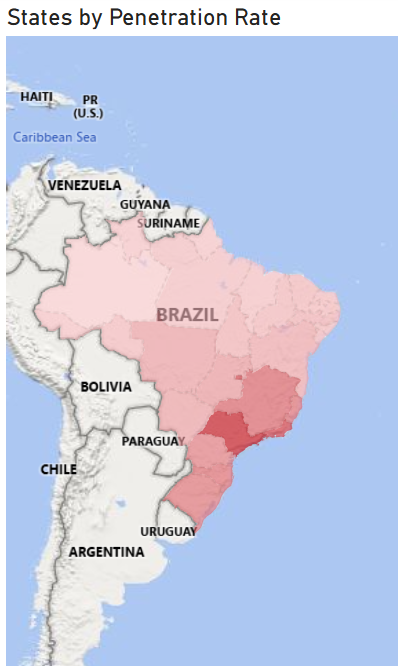 States by Penetration Rate
HAITI
PR
(U.S.)
Caribbean Sea
VENEZUELA
GUYANA
SURINAME
BRAZIL
BOLIVIA
PARAGUAY
CHILE
URUGUAY
ARGENTINA